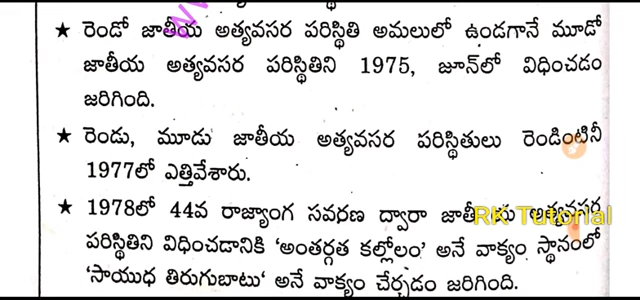 ★ రెండో జాతీయ అత్యవసర పరిస్థితి అమలులో ఉండగానే మూడో
జాతీయ అత్యవసర పరిస్థితిని 1975, జూన్‌లో విధించడం
జరిగింది.
★ రెండు, మూడు జాతీయ అత్యవసర పరిస్థితులు రెండింటినీ
1977లో ఎత్తివేశారు.
★ 1978లో 44వ రాజ్యాంగ సవరణ ద్వారా జాతీయ అత్యవసర
RK Tutorial
పరిస్థితిని విధించడానికి 'అంతర్గత కల్లోలం' అనే వాక్యం స్థానంలో
'సాయుధ తిరుగుబాటు' అనే వాక్యం చేర్చడం జరిగింది.